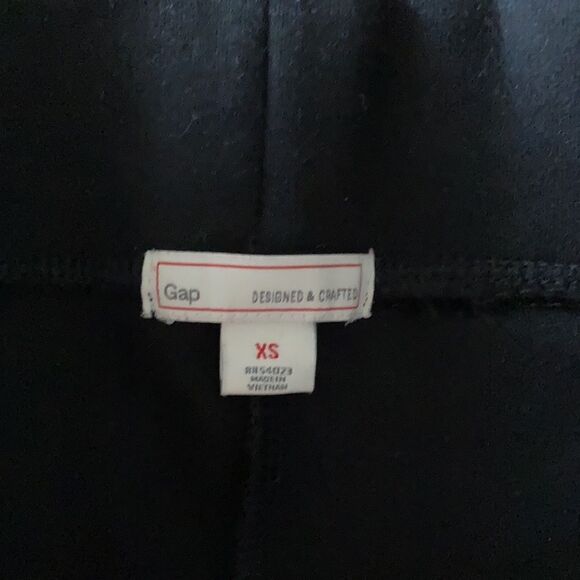 Gap DESIGNED & CRAFTED
XS
MADE IN
VIETNAM